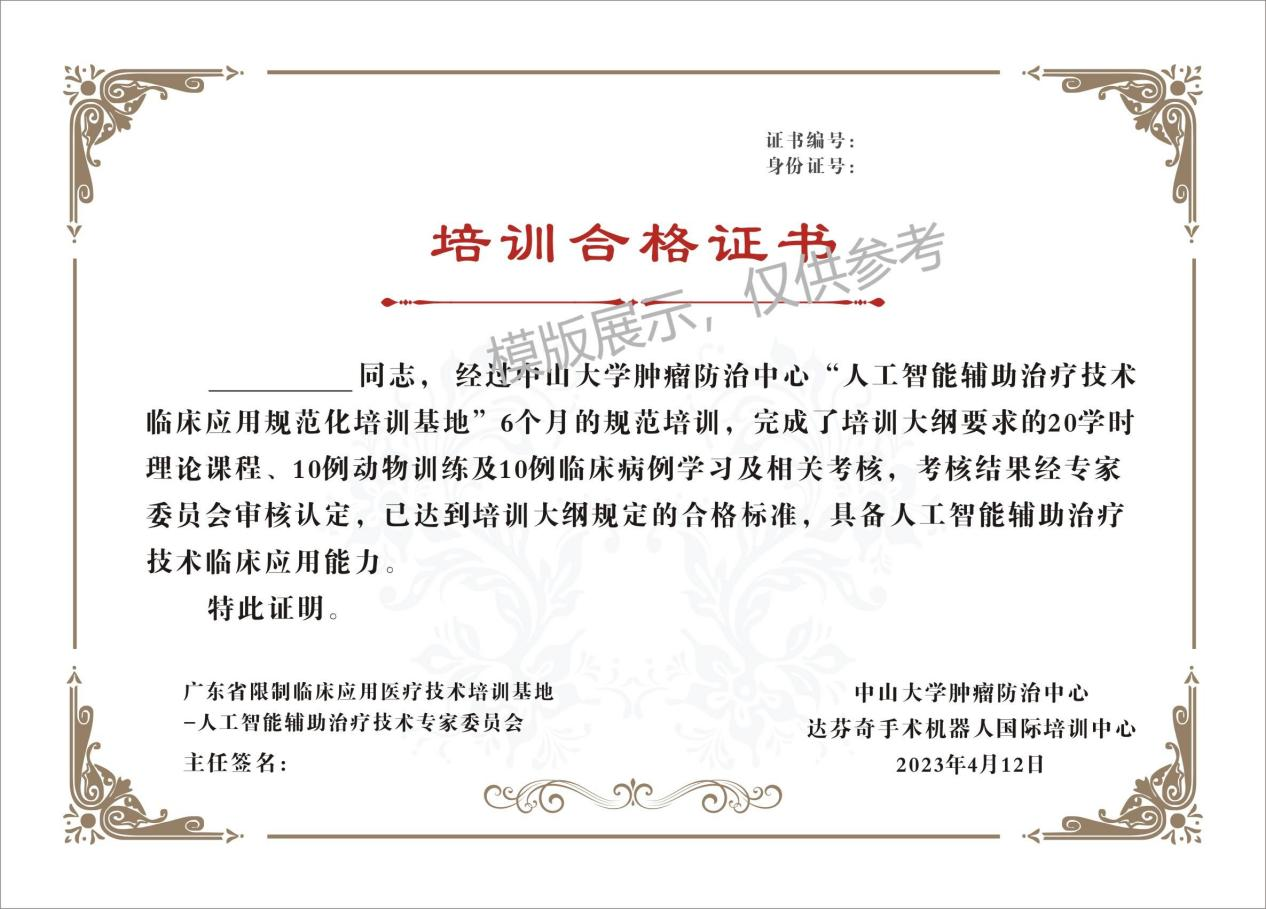 证书编号：
身份证号：
培训合格证书
模版展示，仅供参考
__________同志， 经过中山大学肿瘤防治中心“人工智能辅助治疗技术
临床应用规范化培训基地”6个月的规范培训，完成了培训大纲要求的20学时
理论课程、10例动物训练及10例临床病例学习及相关考核，考核结果经专家
委员会审核认定，已达到培训大纲规定的合格标准，具备人工智能辅助治疗
技术临床应用能力。
特此证明。
广东省限制临床应用医疗技术培训基地
-人工智能辅助治疗技术专家委员会
主任签名：
中山大学肿瘤防治中心
达芬奇手术机器人国际培训中心
2023年4月12日